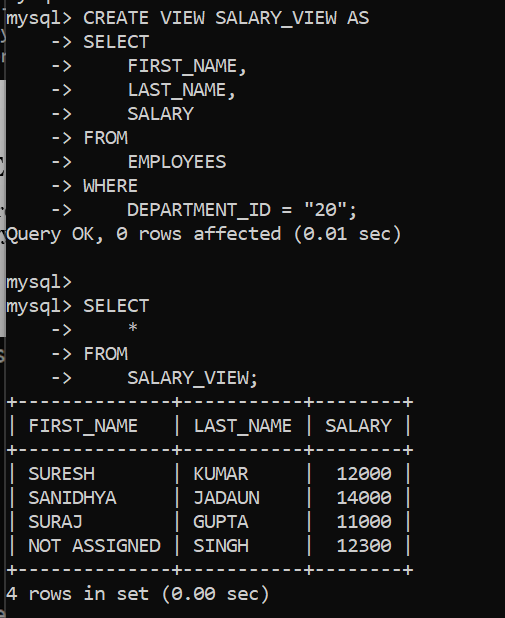 mysql> CREATE VIEW SALARY_VIEW AS
    -> SELECT
    ->     FIRST_NAME,
    ->     LAST_NAME,
    ->     SALARY
    -> FROM
    ->     EMPLOYEES
    -> WHERE
    ->     DEPARTMENT_ID = "20";
Query OK, 0 rows affected (0.01 sec)

mysql>
mysql> SELECT
    ->     *
    -> FROM
    ->     SALARY_VIEW;
+--------------+-----------+--------+
| FIRST_NAME   | LAST_NAME | SALARY |
+--------------+-----------+--------+
| SURESH       | KUMAR     |  12000 |
| SANIDHYA     | JADAUN    |  14000 |
| SURAJ        | GUPTA     |  11000 |
| NOT ASSIGNED | SINGH     |  12300 |
+--------------+-----------+--------+
4 rows in set (0.00 sec)